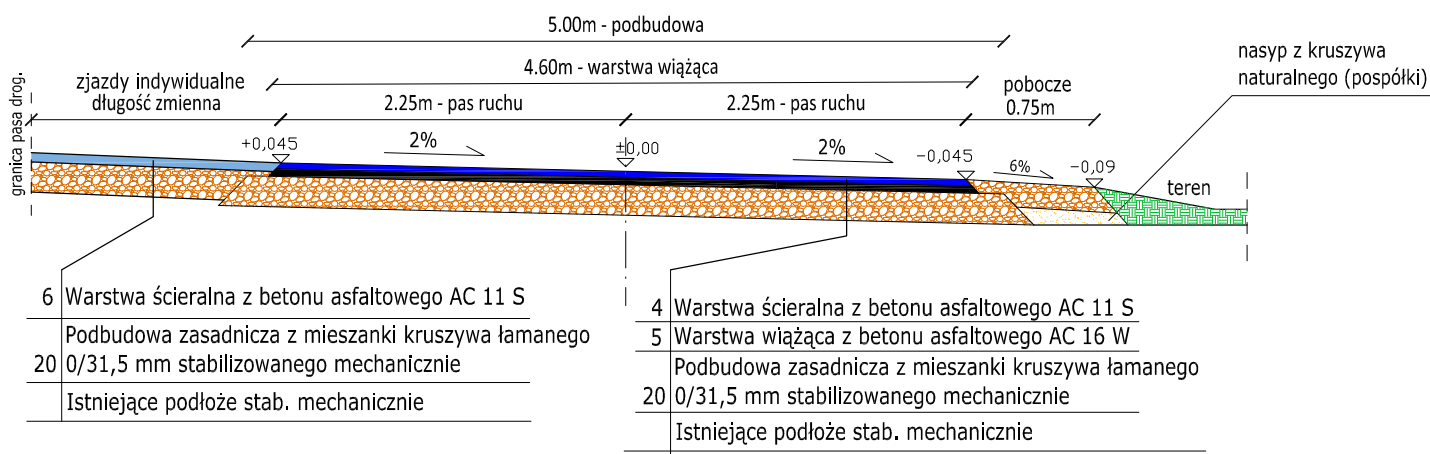 5.00m - podbudowa
4.60m - warstwa wiążąca
nasyp z kruszywa
naturalnego (pospółki)
granica pasa drog.
zjazdy indywidualne
długość zmienna
2.25m - pas ruchu
2.25m - pas ruchu
pobocze
0.75m
+0,045
2%
±0,00
2%
-0,045
6%
-0,09
teren
6 Warstwa ścieralna z betonu asfaltowego AC 11 S
Podbudowa zasadnicza z mieszanki kruszywa łamanego
20 0/31,5 mm stabilizowanego mechanicznie
Istniejące podłoże stab. mechanicznie
4 Warstwa ścieralna z betonu asfaltowego AC 11 S
5 Warstwa wiążąca z betonu asfaltowego AC 16 W
Podbudowa zasadnicza z mieszanki kruszywa łamanego
20 0/31,5 mm stabilizowanego mechanicznie
Istniejące podłoże stab. mechanicznie